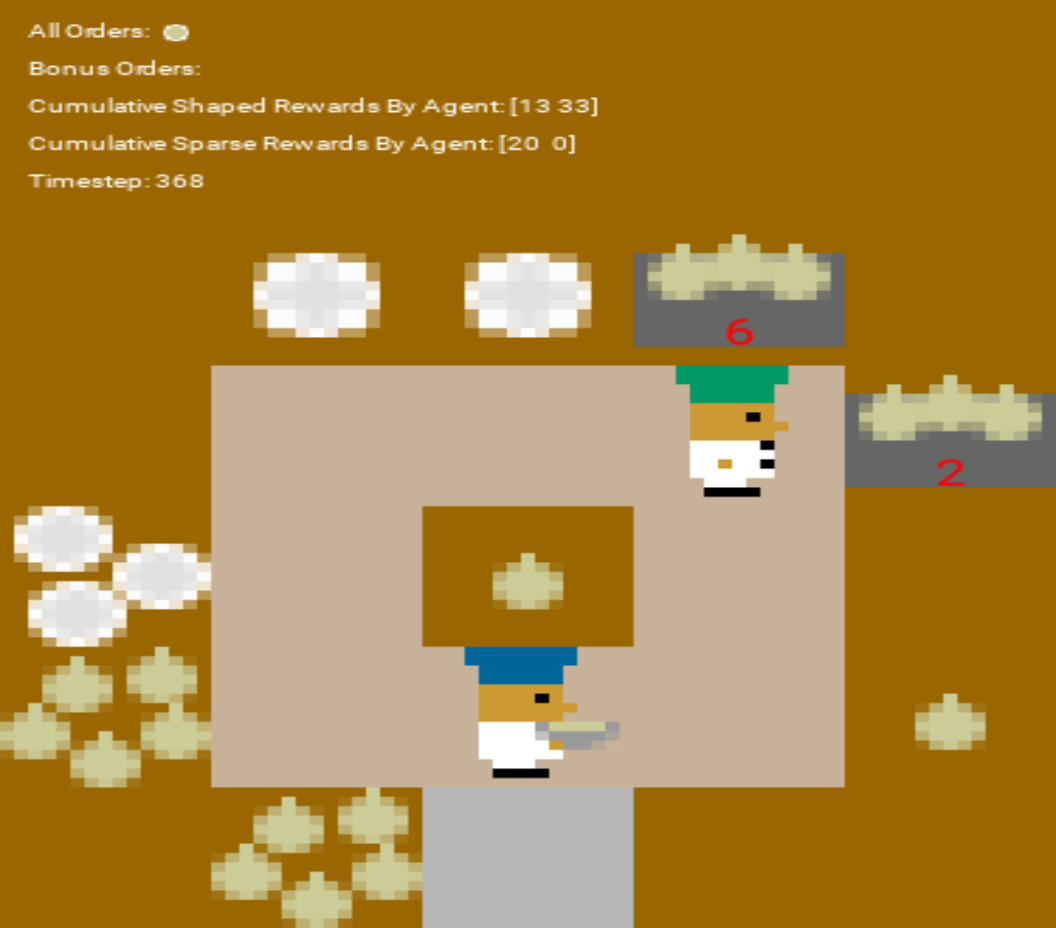 All Orders:
Bonus Orders:
Cumulative Shaped Rewards By Agent: [13 33]
Cumulative Sparse Rewards By Agent: [20 0]
Timestep: 368
6
2